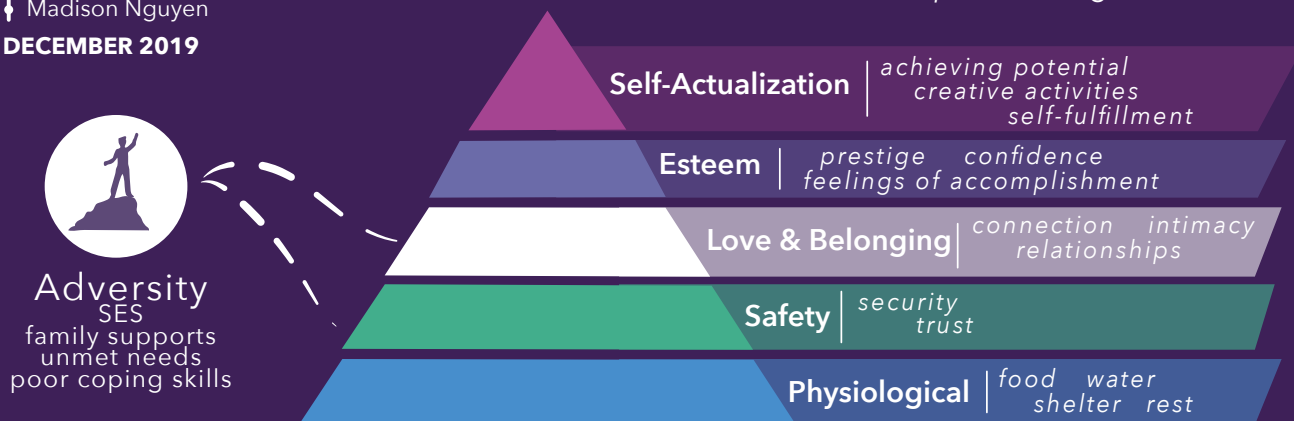 Madison Nguyen
DECEMBER 2019
Self-Actualization
achieving potential
creative activities
self-fulfillment
Esteem
prestige confidence
feelings of accomplishment
Love & Belonging
connection intimacy
relationships
Adversity
SES
family supports
unmet needs
poor coping skills
Safety
security
trust
Physiological
food water
shelter rest